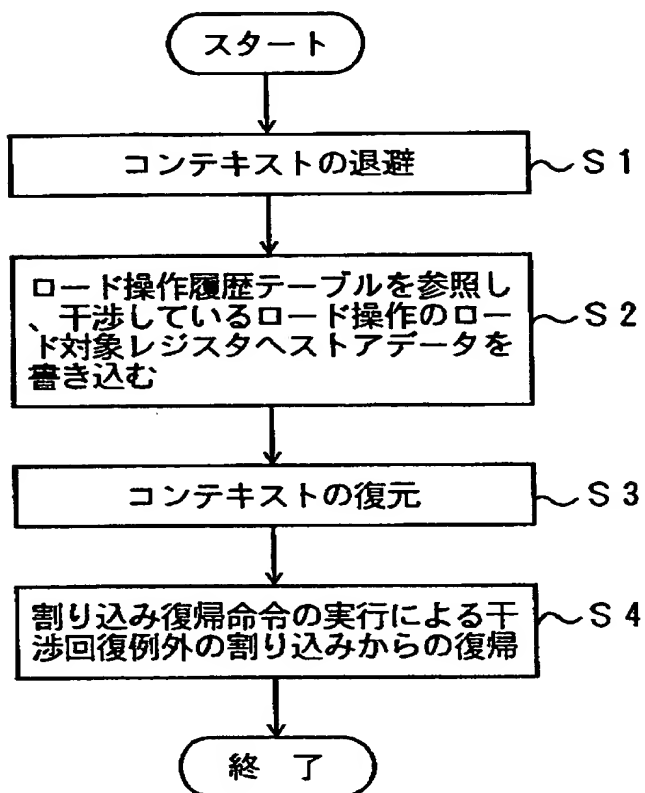 スタート
コンテキストの退避
S1
ロード操作履歴テーブルを参照し
、干渉しているロード操作のロー
ド対象レジスタへストアデータを
書き込む
S2
コンテキストの復元
S3
割り込み復帰命令の実行による干
渉回復例外の割り込みからの復帰
S4
終 了